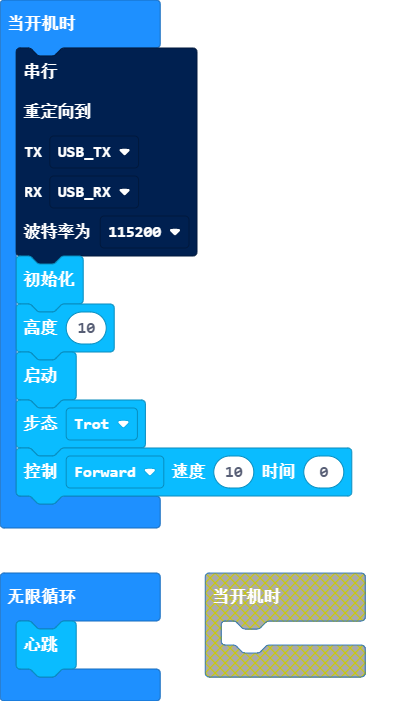 当开机时
串行
重定向到
TX USB_TX
RX USB_RX
波特率为 115200
初始化
高度 10
启动
步态 Trot
控制 Forward 速度 10 时间 0
无限循环
心跳
当开机时